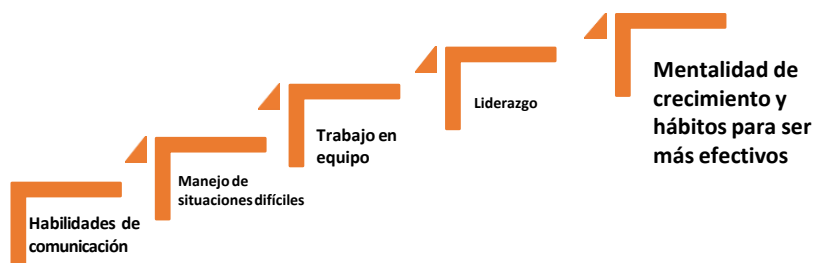 Habilidades de
comunicación
Manejo de
situaciones difíciles
Trabajo en
equipo
Liderazgo
Mentalidad de
crecimiento y
hábitos para ser
más efectivos